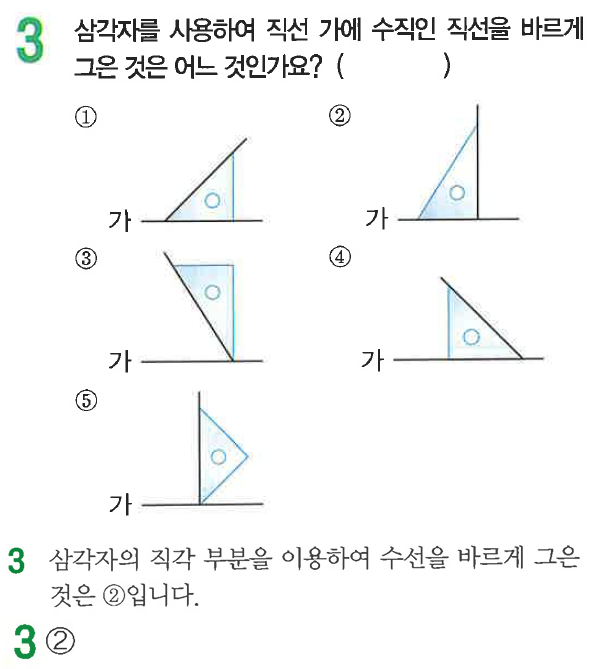 3 삼각자를 사용하여 직선 가에 수직인 직선을 바르게
그은 것은 어느 것인가요? ( )
① ②
가 가
③ ④
가 가
⑤
가
3 삼각자의 직각 부분을 이용하여 수선을 바르게 그은
것은 ②입니다.
3 ②